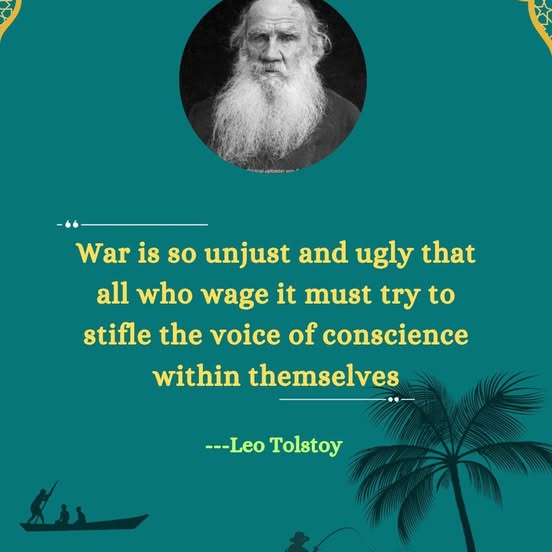 War is so unjust and ugly that
all who wage it must try to
stifle the voice of conscience
within themselves
---Leo Tolstoy